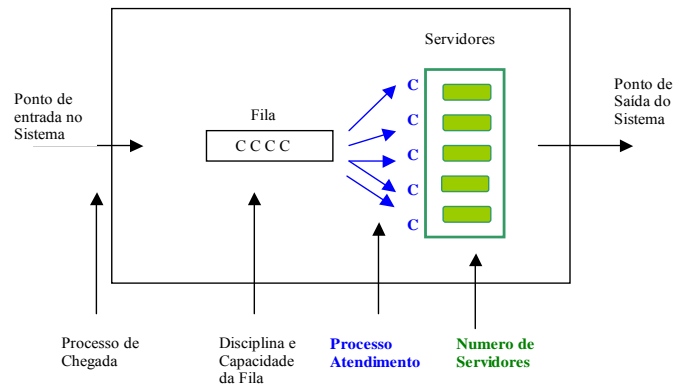 Servidores
Ponto de
entrada no
Sistema
Fila
C C C C
C
C
C
C
C
Ponto de
Saída do
Sistema
Processo de
Chegada
Disciplina e
Capacidade
da Fila
Processo
Atendimento
Numero de
Servidores